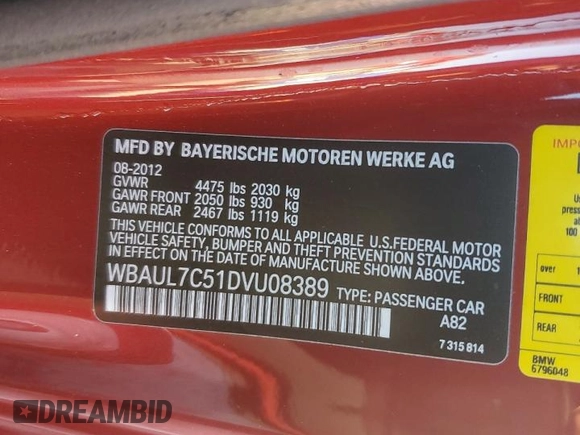 MFD BY BAYERISCHE MOTOREN WERKE AG
08-2012
GVWR 4475 lbs 2030 kg
GAWR FRONT 2050 lbs 930 kg
GAWR REAR 2467 lbs 1119 kg
THIS VEHICLE CONFORMS TO ALL APPLICABLE U.S.FEDERAL MOTOR
VEHICLE SAFETY, BUMPER AND THEFT PREVENTION STANDARDS
IN EFFECT ON THE DATE OF MANUFACTURE SHOWN ABOVE.
WBAUL7C51DVU08389 TYPE: PASSENGER CAR
A82
7 315 814
over
FRONT
REAR
BMW
6796048
DREAMBID